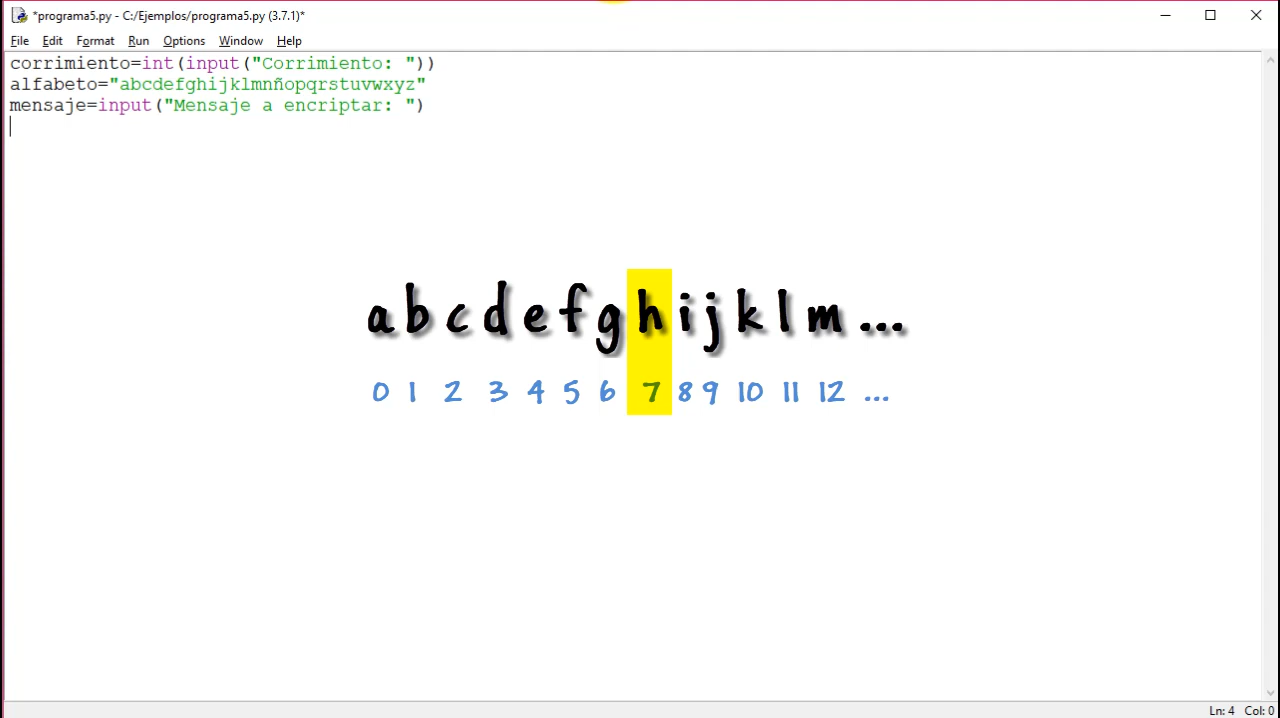 *programa5.py - C:/Ejemplos/programa5.py (3.7.1)*
File Edit Format Run Options Window Help
corrimiento=int(input("Corrimiento: "))
alfabeto="abcdefghijklmnñopqrstuvwxyz"
mensaje=input("Mensaje a encriptar: ")
a b c d e f g h i j k l m ...
0 1 2 3 4 5 6 7 8 9 10 11 12 ...
Ln: 4 Col: 0